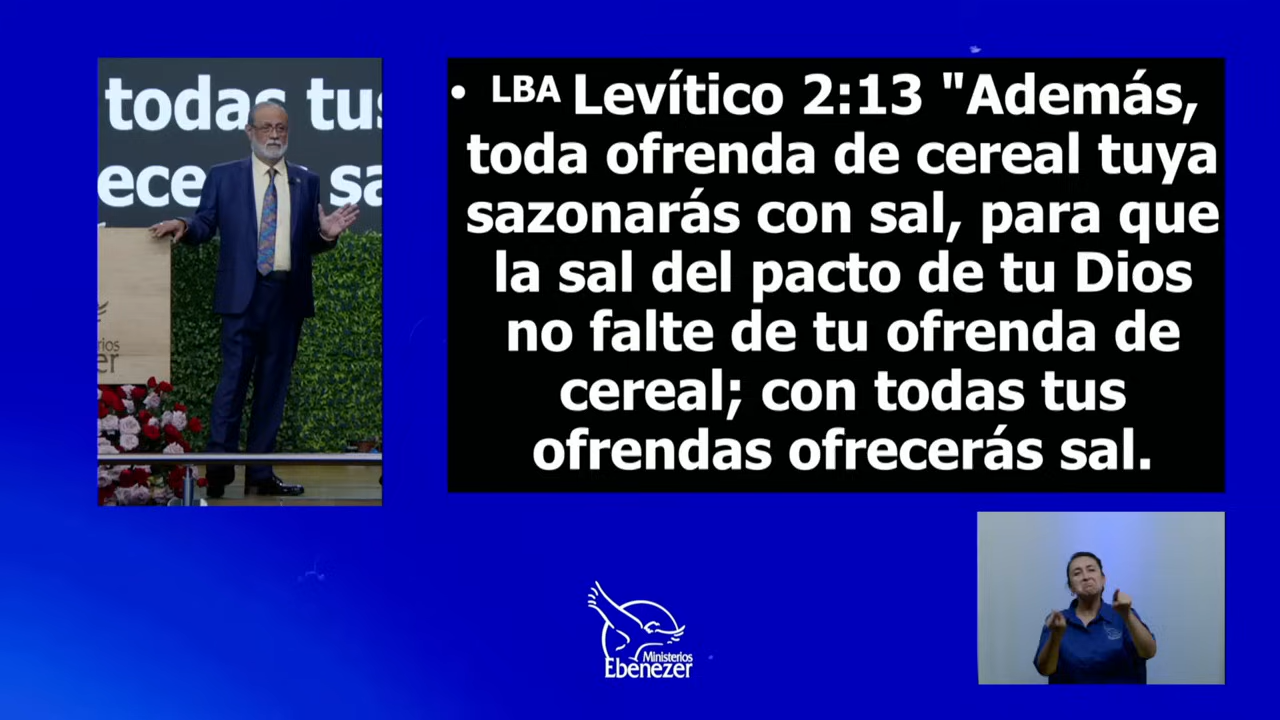 todas tus
• LBA Levítico 2:13 "Además,
toda ofrenda de cereal tuya
sazonarás con sal, para que
la sal del pacto de tu Dios
no falte de tu ofrenda de
cereal; con todas tus
ofrendas ofrecerás sal.
Ministerios
Ebenezer